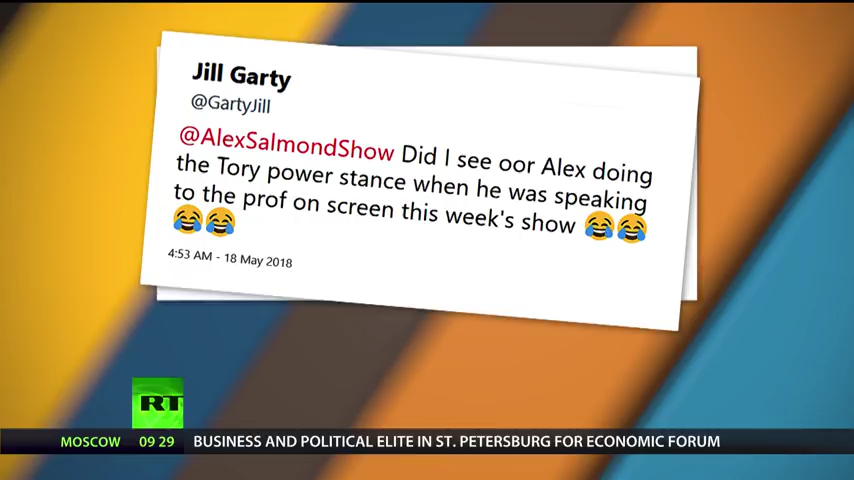 Jill Garty
@GartyJill
@AlexSalmondShow Did I see oor Alex doing
the Tory power stance when he was speaking
to the prof on screen this week's show 😂😂
😂😂
4:53 AM - 18 May 2018
RT
MOSCOW 09 29 BUSINESS AND POLITICAL ELITE IN ST. PETERSBURG FOR ECONOMIC FORUM